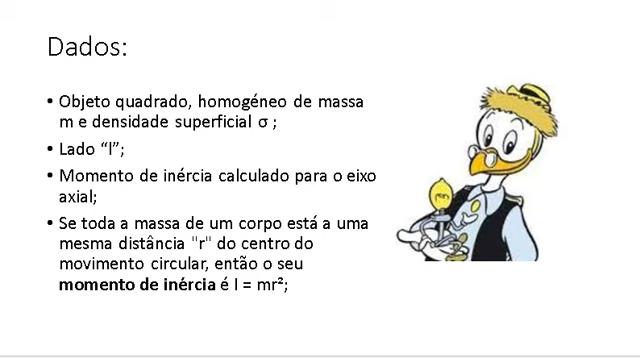 Dados:
• Objeto quadrado, homogéneo de massa
m e densidade superficial σ ;
• Lado “l”;
• Momento de inércia calculado para o eixo
axial;
• Se toda a massa de um corpo está a uma
mesma distância "r" do centro do
movimento circular, então o seu
momento de inércia é I = mr²;